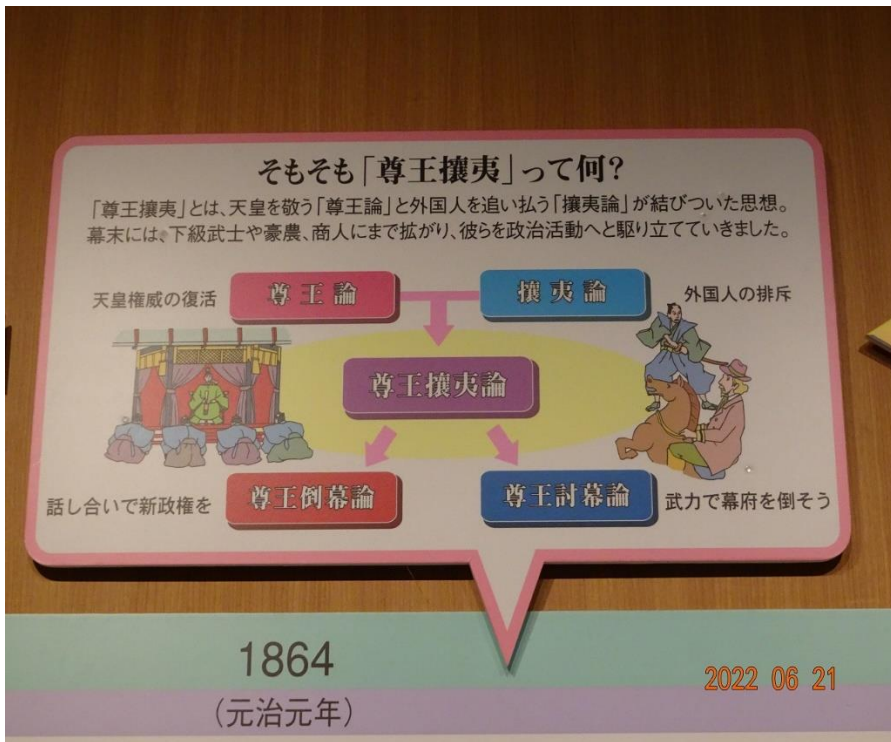 そもそも「尊王攘夷」って何?
「尊王攘夷」とは、天皇を敬う「尊王論」と外国人を追い払う「攘夷論」が結びついた思想。
幕末には、下級武士や豪農、商人にまで拡がり、彼らを政治活動へと駆り立てていきました。
天皇権威の復活
尊王論
攘夷論
外国人の排斥
尊王攘夷論
話し合いで新政権を
尊王倒幕論
尊王討幕論
武力で幕府を倒そう
1864
(元治元年)
2022 06 21